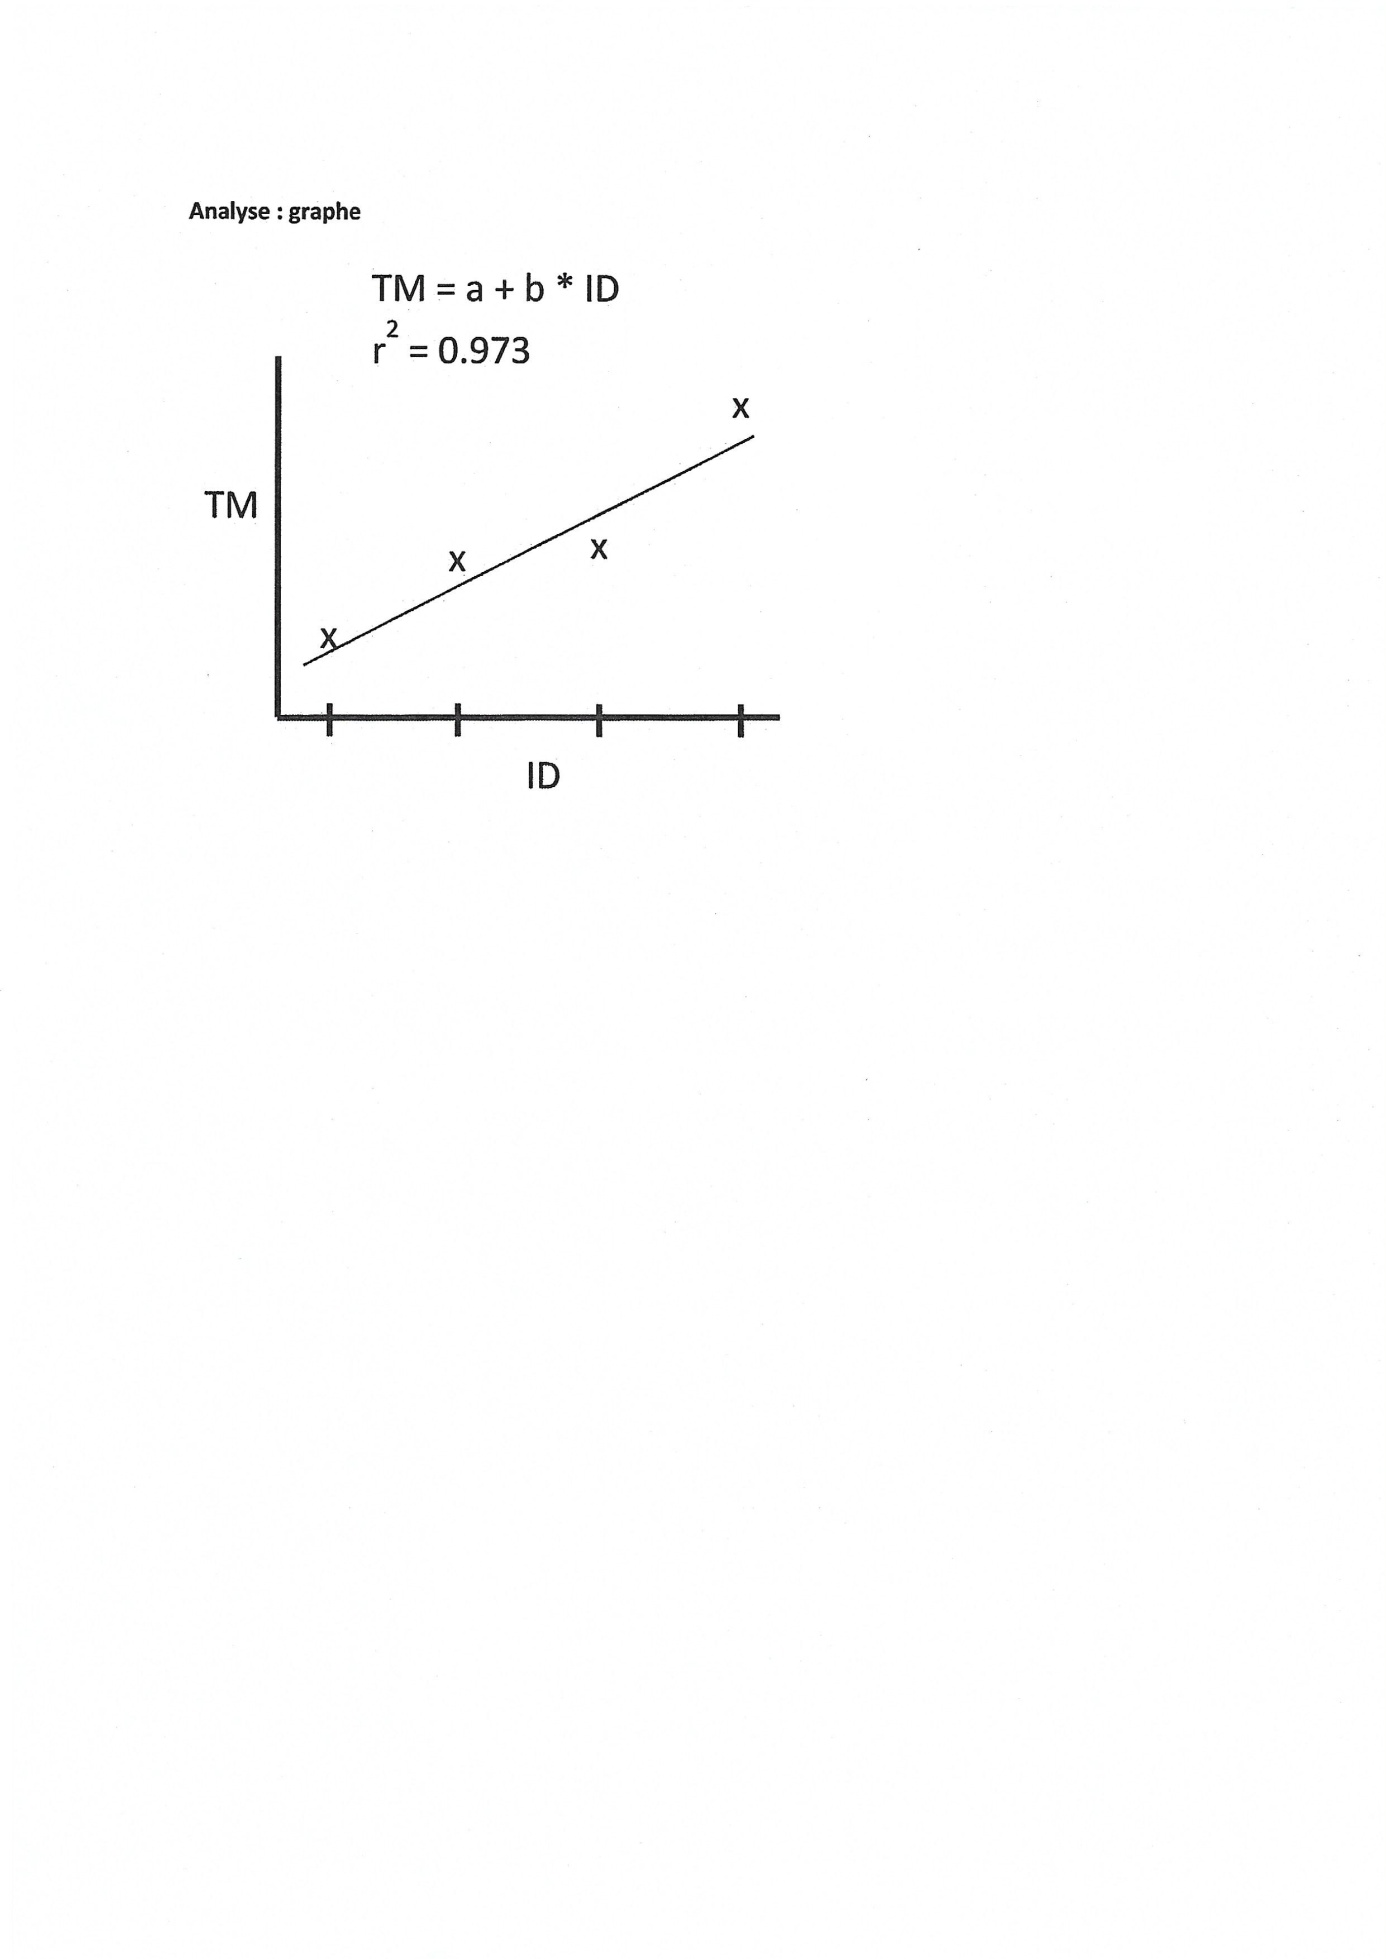 Analyse : graphe
TM = a + b * ID
r² = 0.973
TM
x
x
x
x
ID